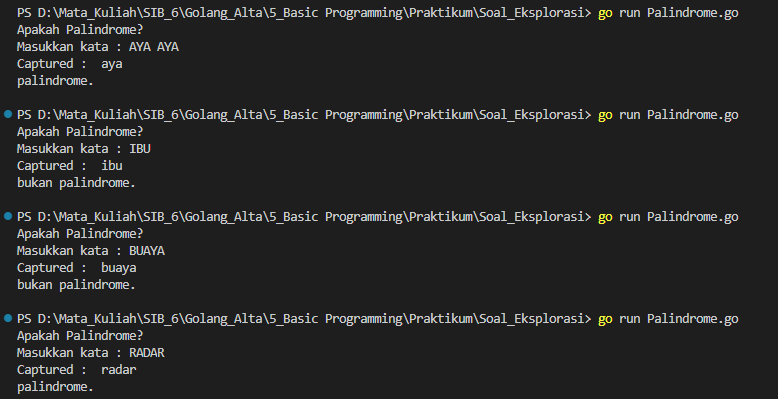 PS D:\Mata_Kuliah\SIB_6\Golang_Alta\5_Basic Programming\Praktikum\Soal_Eksplorasi> go run Palindrome.go
Apakah Palindrome?
Masukkan kata : AYA AYA
Captured :  aya
palindrome.
PS D:\Mata_Kuliah\SIB_6\Golang_Alta\5_Basic Programming\Praktikum\Soal_Eksplorasi> go run Palindrome.go
Apakah Palindrome?
Masukkan kata : IBU
Captured :  ibu
bukan palindrome.
PS D:\Mata_Kuliah\SIB_6\Golang_Alta\5_Basic Programming\Praktikum\Soal_Eksplorasi> go run Palindrome.go
Apakah Palindrome?
Masukkan kata : BUAYA
Captured :  buaya
bukan palindrome.
PS D:\Mata_Kuliah\SIB_6\Golang_Alta\5_Basic Programming\Praktikum\Soal_Eksplorasi> go run Palindrome.go
Apakah Palindrome?
Masukkan kata : RADAR
Captured :  radar
palindrome.